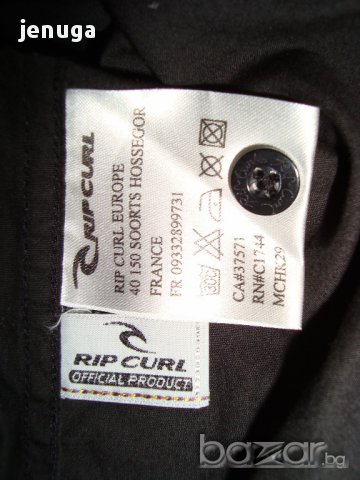 jenuga
RIP CURL
RIP CURL EUROPE
40 150 SOORTS HOSSEGOR
FRANCE
FR 09332899731
CA#37571
RN#C1744
MCHK29
RIP CURL
OFFICIAL PRODUCT
bazar.bg